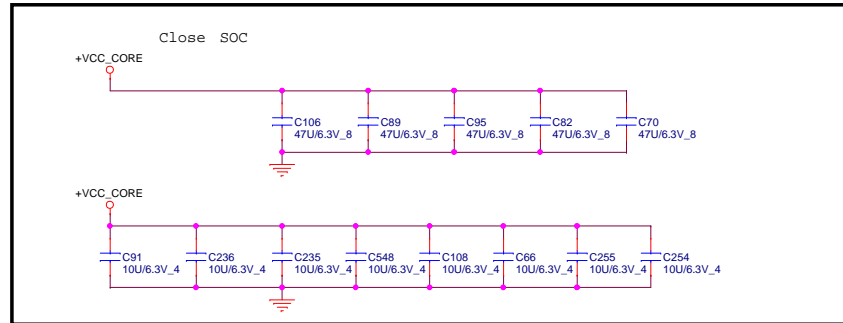 Close SOC
+VCC_CORE
C106 C89 C95 C82 C70
47U/6.3V_8 47U/6.3V_8 47U/6.3V_8 47U/6.3V_8 47U/6.3V_8
+VCC_CORE
C91 C236 C235 C548 C108 C66 C255 C254
10U/6.3V_4 10U/6.3V_4 10U/6.3V_4 10U/6.3V_4 10U/6.3V_4 10U/6.3V_4 10U/6.3V_4 10U/6.3V_4